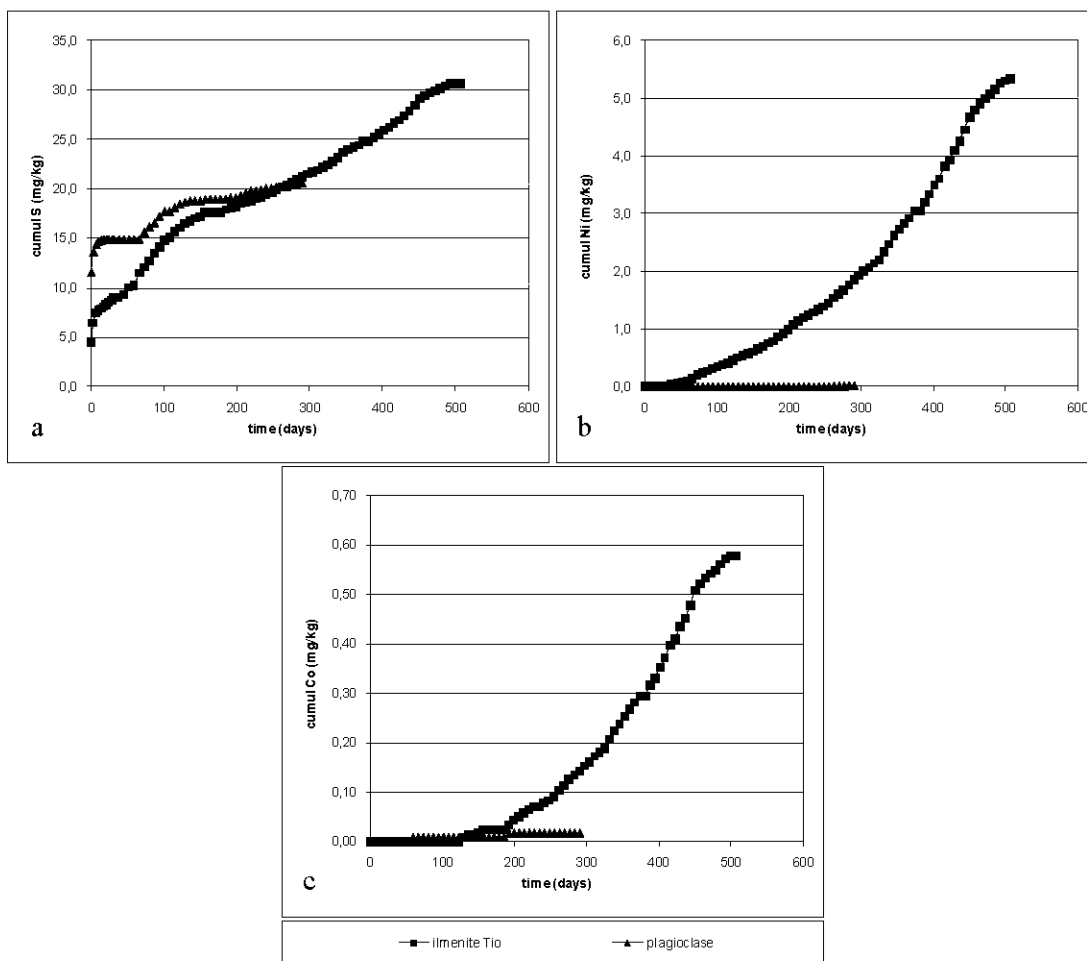 cumul S (mg/kg)
35,0
30,0
25,0
20,0
15,0
10,0
5,0
0,0
0 100 200 300 400 500 600
time (days)
a
cumul Ni (mg/kg)
6,0
5,0
4,0
3,0
2,0
1,0
0,0
0 100 200 300 400 500 600
time (days)
b
cumul Co (mg/kg)
0,70
0,60
0,50
0,40
0,30
0,20
0,10
0,00
0 100 200 300 400 500 600
time (days)
c
ilmenite Tio plagioclase